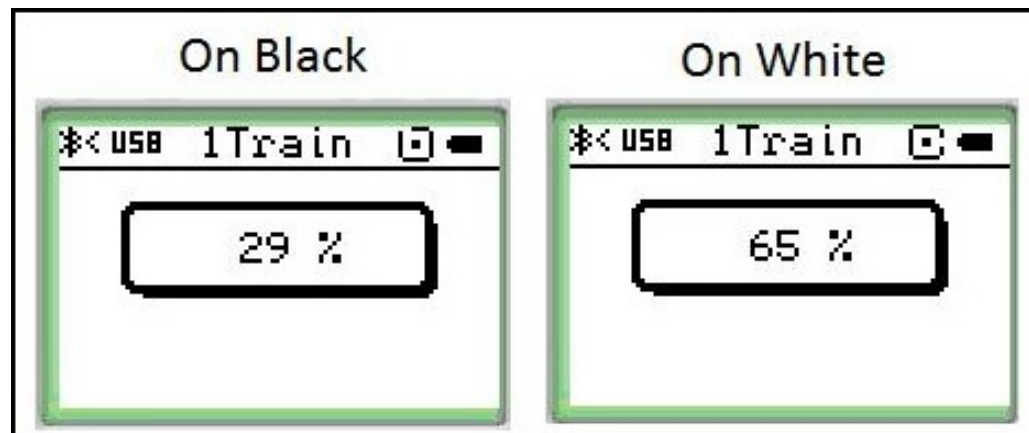 On Black
On White
< USB 1Train
29 %
< USB 1Train
65 %